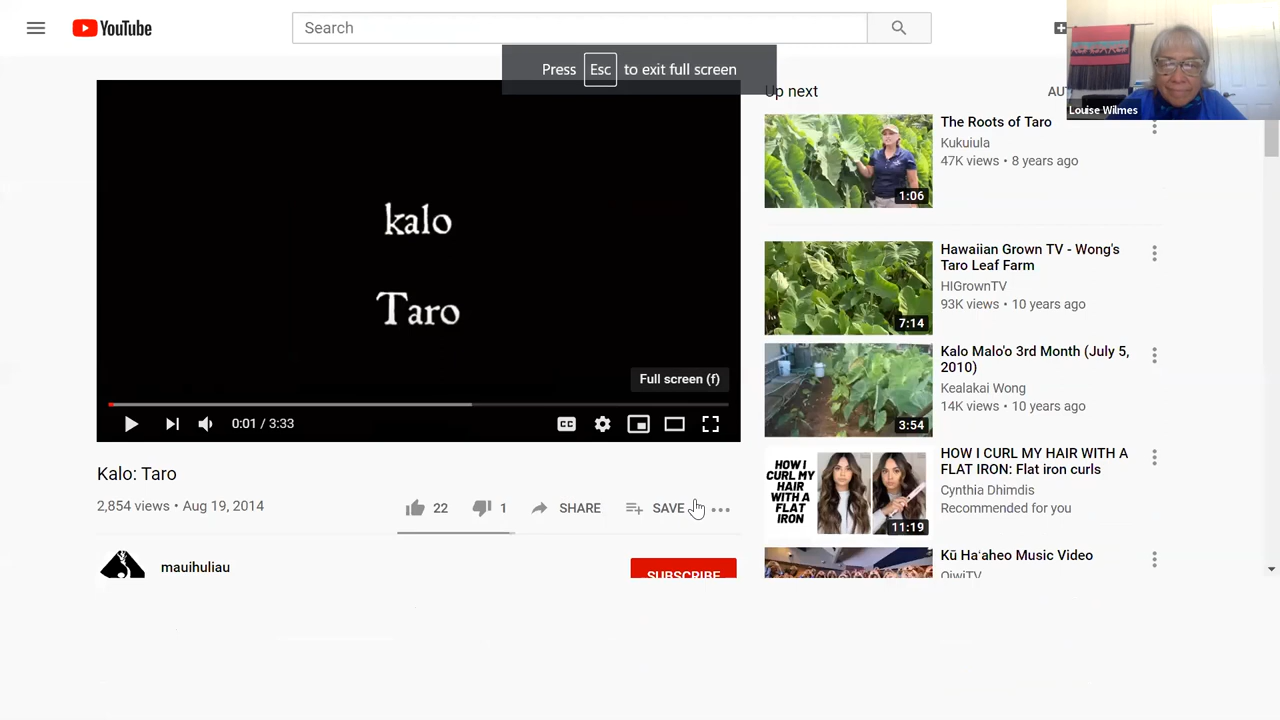 YouTube
Search
Press Esc to exit full screen
Louise Wilmes
kalo
Taro
Full screen (f)
0:01 / 3:33
CC
Kalo: Taro
2,854 views • Aug 19, 2014
22
1
SHARE
SAVE
mauihuliau
SUBSCRIBE
Up next
AU
1:06
The Roots of Taro
Kukuiula
47K views • 8 years ago
7:14
Hawaiian Grown TV - Wong's
Taro Leaf Farm
HIGrownTV
93K views • 10 years ago
3:54
Kalo Malo'o 3rd Month (July 5,
2010)
Kealakai Wong
14K views • 10 years ago
HOW I
CURL MY
HAIR WITH
A FLAT
IRON
11:19
HOW I CURL MY HAIR WITH A
FLAT IRON: Flat iron curls
Cynthia Dhimdis
Recommended for you
Kū Haʻaheo Music Video
OiwiTV